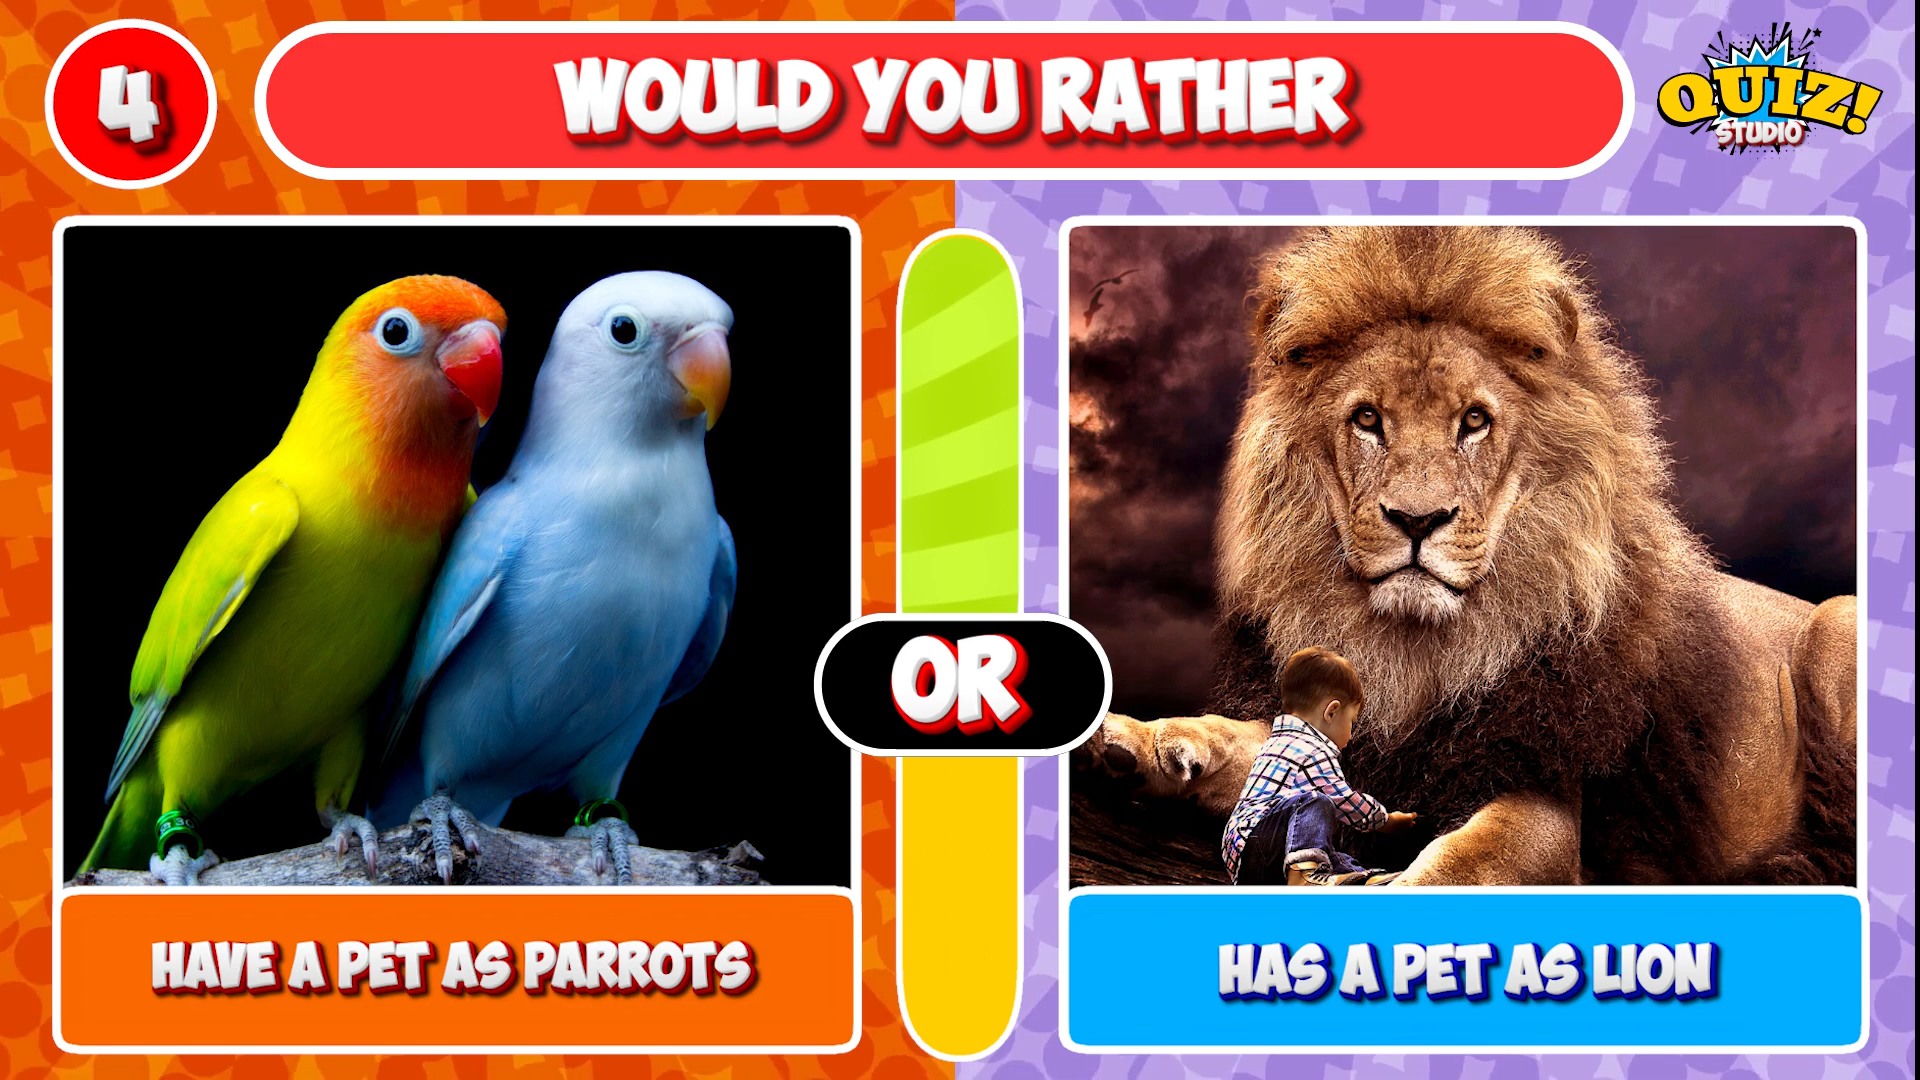 4
WOULD YOU RATHER
QUIZ!
STUDIO
OR
HAVE A PET AS PARROTS
HAS A PET AS LION